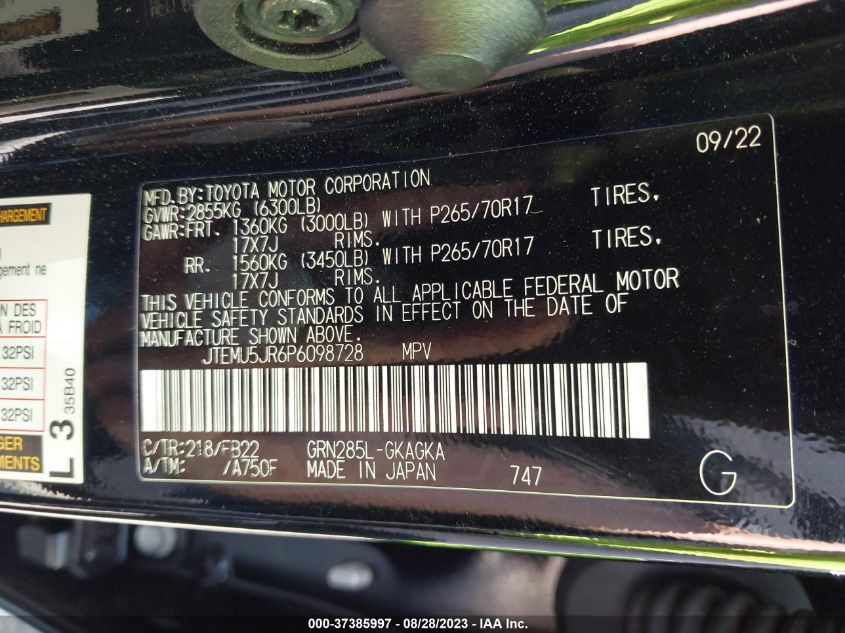 09/22
MFD. BY: TOYOTA MOTOR CORPORATION
GVWR: 2855KG (6300LB)
GAWR: FRT. 1360KG (3000LB) WITH P265/70R17 TIRES,
17X7J RIMS.
RR. 1560KG (3450LB) WITH P265/70R17 TIRES,
17X7J RIMS.
THIS VEHICLE CONFORMS TO ALL APPLICABLE FEDERAL MOTOR
VEHICLE SAFETY STANDARDS IN EFFECT ON THE DATE OF
MANUFACTURE SHOWN ABOVE.
JTEMU5JR6P6098728 MPV
C/TR: 218/FB22 GRN285L-GKAGKA
A/TM: /A750F MADE IN JAPAN 747
G
HARGEMENT
gement ne
N DES
A FROID
32PSI
32PSI
32PSI
GER
EMENTS
L3
35B40
000-37385997 - 08/28/2023 - IAA Inc.